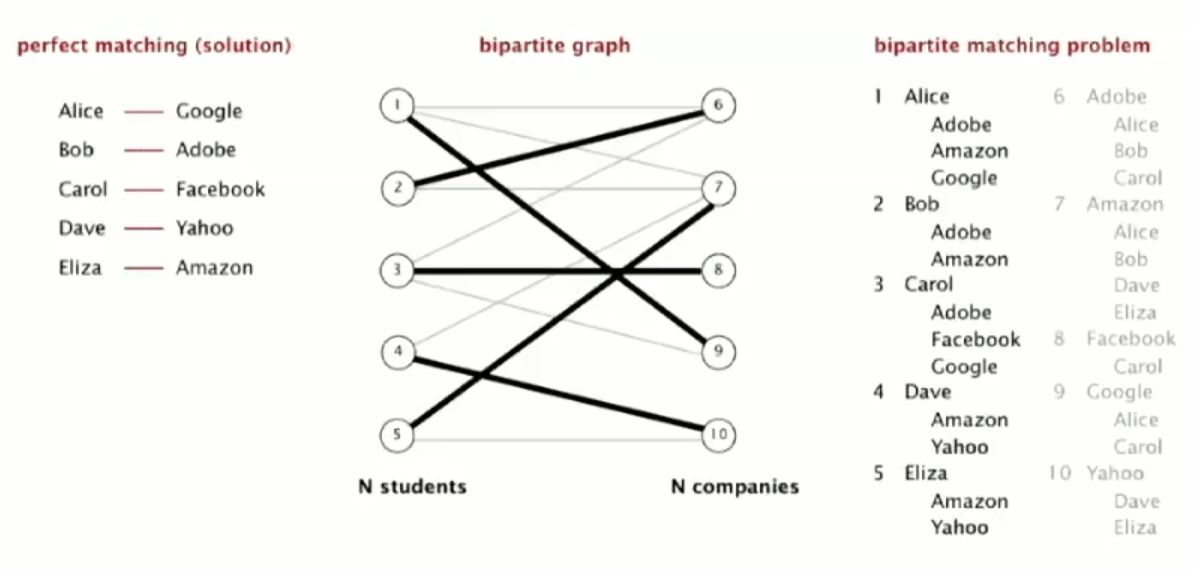 perfect matching (solution)
Alice — Google
Bob — Adobe
Carol — Facebook
Dave — Yahoo
Eliza — Amazon
bipartite graph
1 6
2 7
3 8
4 9
5 10
N students N companies
bipartite matching problem
1 Alice
Adobe
Amazon
Google
2 Bob
Adobe
Amazon
3 Carol
Adobe
Facebook
Google
4 Dave
Amazon
Yahoo
5 Eliza
Amazon
Yahoo
6 Adobe
Alice
Bob
Carol
7 Amazon
Alice
Bob
Dave
Eliza
8 Facebook
Carol
9 Google
Alice
Carol
10 Yahoo
Dave
Eliza